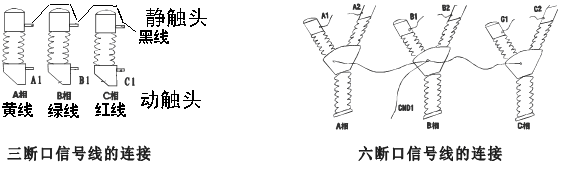 静触头
黑线
A1
B1
C1
A相
B相
C相
黄线
绿线
红线
动触头
三断口信号线的连接
A1
A2
B1
B2
C1
C2
GND1
A相
B相
C相
六断口信号线的连接